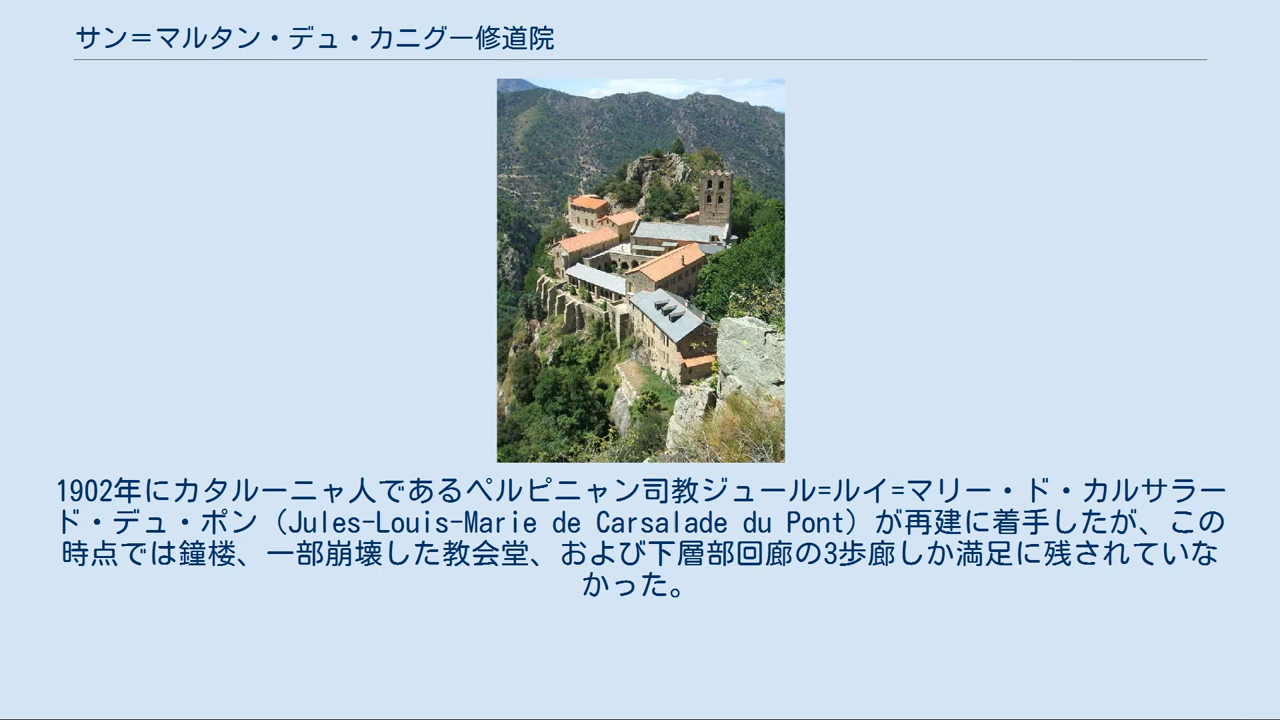 サン＝マルタン・デュ・カニグー修道院
1902年にカタルーニャ人であるペルピニャン司教ジュール=ルイ=マリー・ド・カルサラー
ド・デュ・ポン（Jules-Louis-Marie de Carsalade du Pont）が再建に着手したが、この
時点では鐘楼、一部崩壊した教会堂、および下層部回廊の3歩廊しか満足に残されていな
かった。